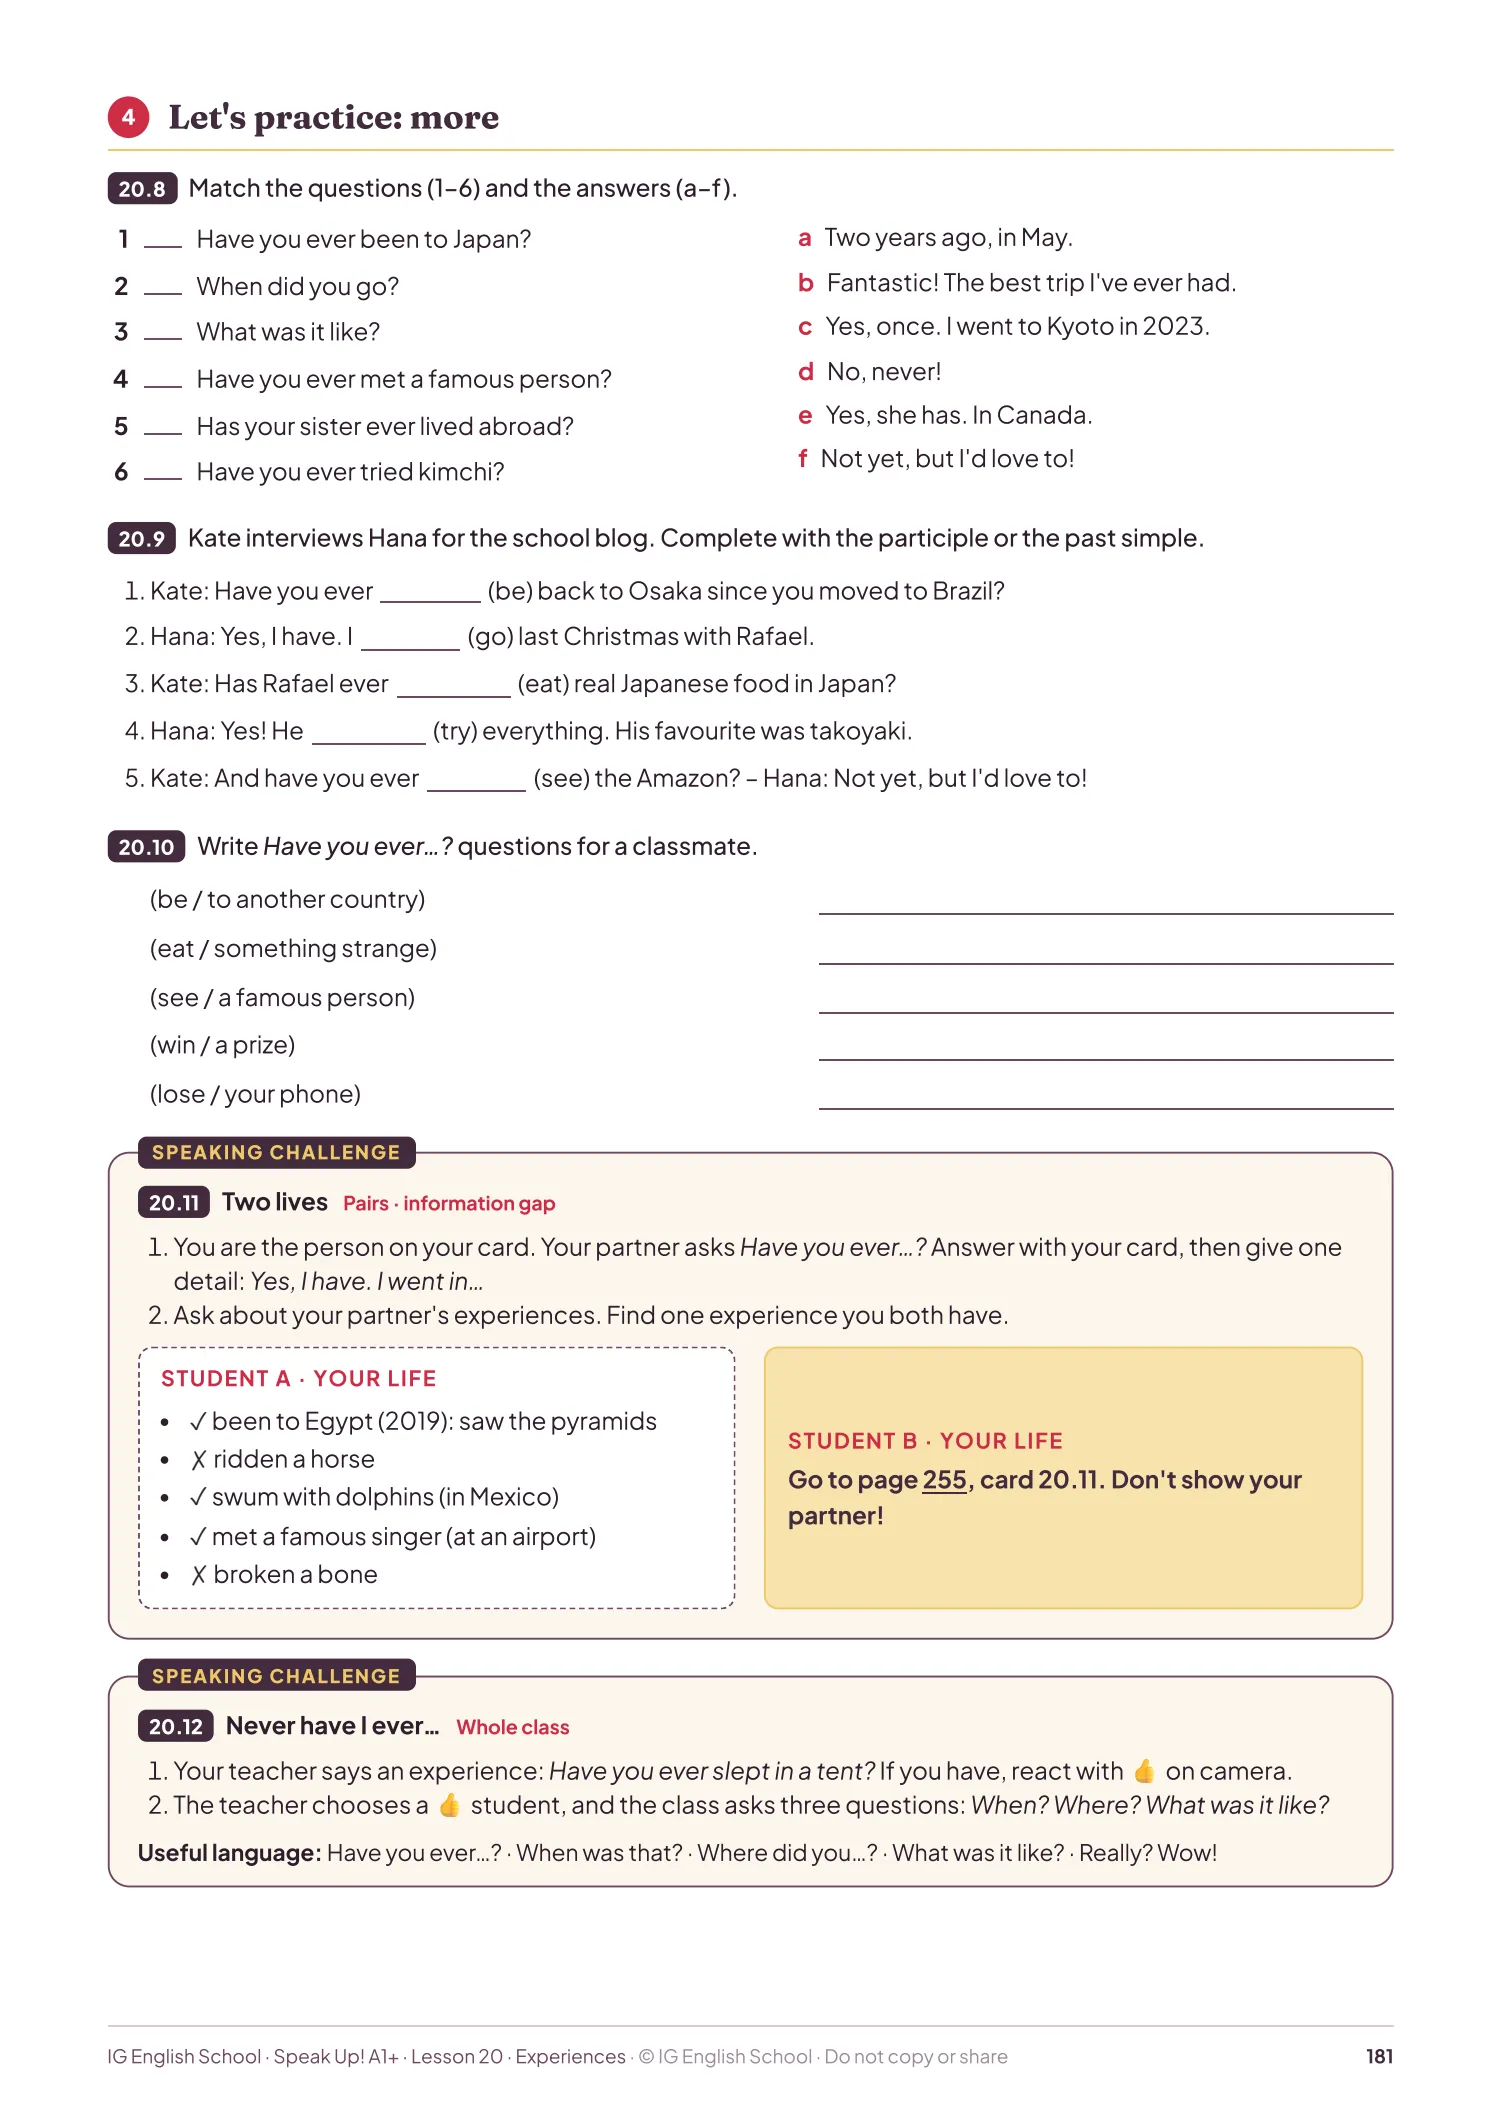 4 Let's practice: more
20.8 Match the questions (1–6) and the answers (a–f).
1 ___ Have you ever been to Japan?
2 ___ When did you go?
3 ___ What was it like?
4 ___ Have you ever met a famous person?
5 ___ Has your sister ever lived abroad?
6 ___ Have you ever tried kimchi?
a Two years ago, in May.
b Fantastic! The best trip I've ever had.
c Yes, once. I went to Kyoto in 2023.
d No, never!
e Yes, she has. In Canada.
f Not yet, but I'd love to!
20.9 Kate interviews Hana for the school blog. Complete with the participle or the past simple.
1. Kate: Have you ever ________ (be) back to Osaka since you moved to Brazil?
2. Hana: Yes, I have. I ________ (go) last Christmas with Rafael.
3. Kate: Has Rafael ever _________ (eat) real Japanese food in Japan?
4. Hana: Yes! He _________ (try) everything. His favourite was takoyaki.
5. Kate: And have you ever ________ (see) the Amazon? – Hana: Not yet, but I'd love to!
20.10 Write Have you ever…? questions for a classmate.
(be / to another country)
(eat / something strange)
(see / a famous person)
(win / a prize)
(lose / your phone)
SPEAKING CHALLENGE
20.11 Two lives Pairs · information gap
1. You are the person on your card. Your partner asks Have you ever…? Answer with your card, then give one
detail: Yes, I have. I went in…
2. Ask about your partner's experiences. Find one experience you both have.
STUDENT A · YOUR LIFE
• ✓ been to Egypt (2019): saw the pyramids
• ✗ ridden a horse
• ✓ swum with dolphins (in Mexico)
• ✓ met a famous singer (at an airport)
• ✗ broken a bone
STUDENT B · YOUR LIFE
Go to page 255, card 20.11. Don't show your
partner!
SPEAKING CHALLENGE
20.12 Never have I ever… Whole class
1. Your teacher says an experience: Have you ever slept in a tent? If you have, react with 👍 on camera.
2. The teacher chooses a 👍 student, and the class asks three questions: When? Where? What was it like?
Useful language: Have you ever…? · When was that? · Where did you…? · What was it like? · Really? Wow!
IG English School · Speak Up! A1+ · Lesson 20 · Experiences · © IG English School · Do not copy or share 181